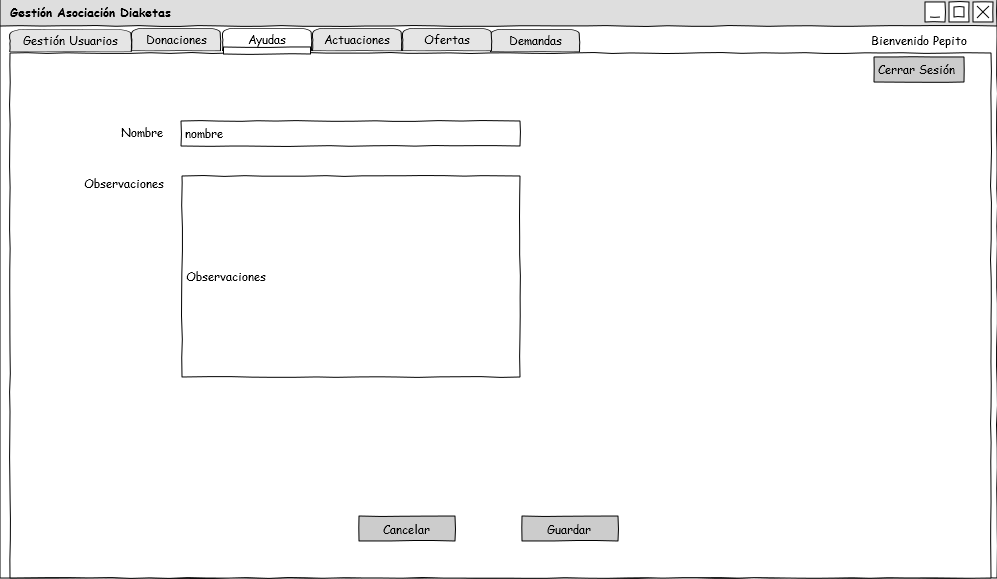 Gestión Asociación Diaketas
Gestión Usuarios Donaciones Ayudas Actuaciones Ofertas Demandas Bienvenido Pepito
Cerrar Sesión
Nombre nombre
Observaciones
Observaciones
Cancelar Guardar